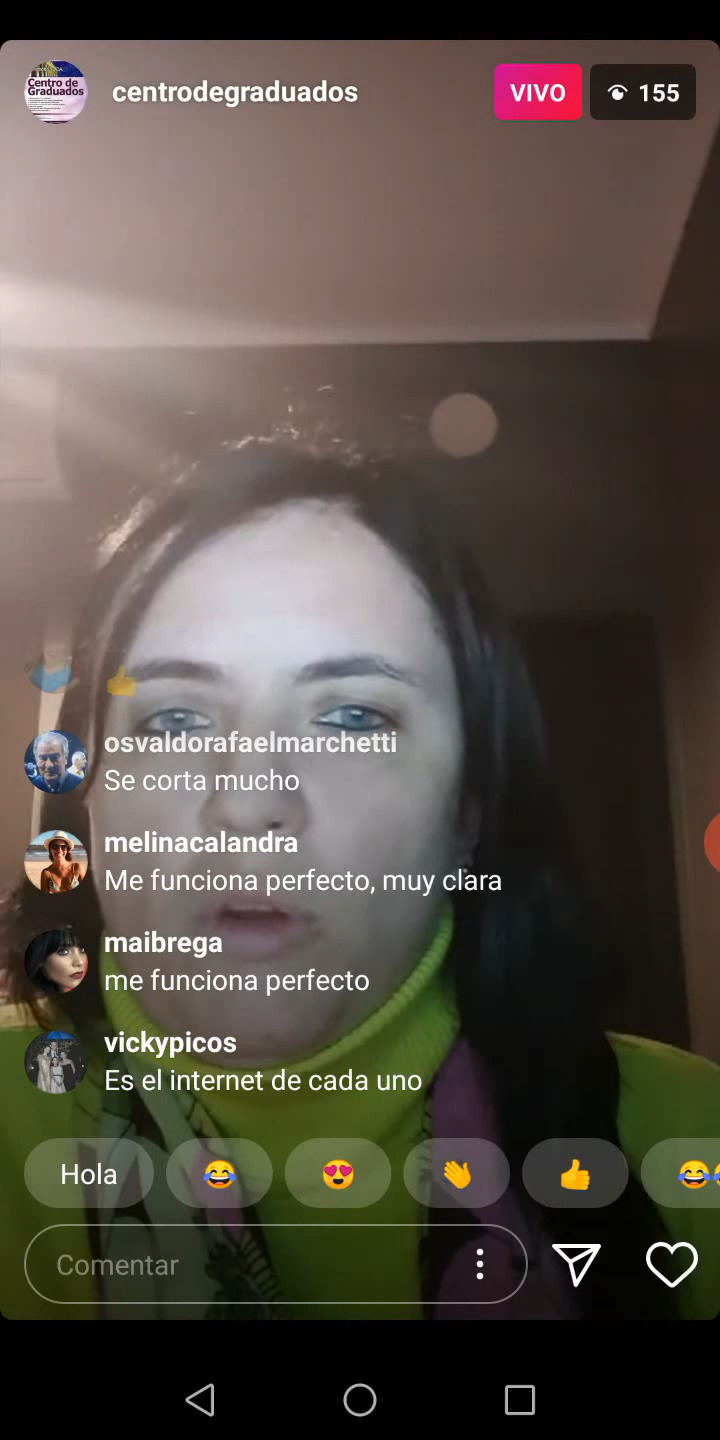 Centro de
Graduados
centrodegraduados
VIVO
155
osvaldorafaelmarchetti
Se corta mucho
melinacalandra
Me funciona perfecto, muy clara
maibrega
me funciona perfecto
vickypicos
Es el internet de cada uno
Hola
Comentar